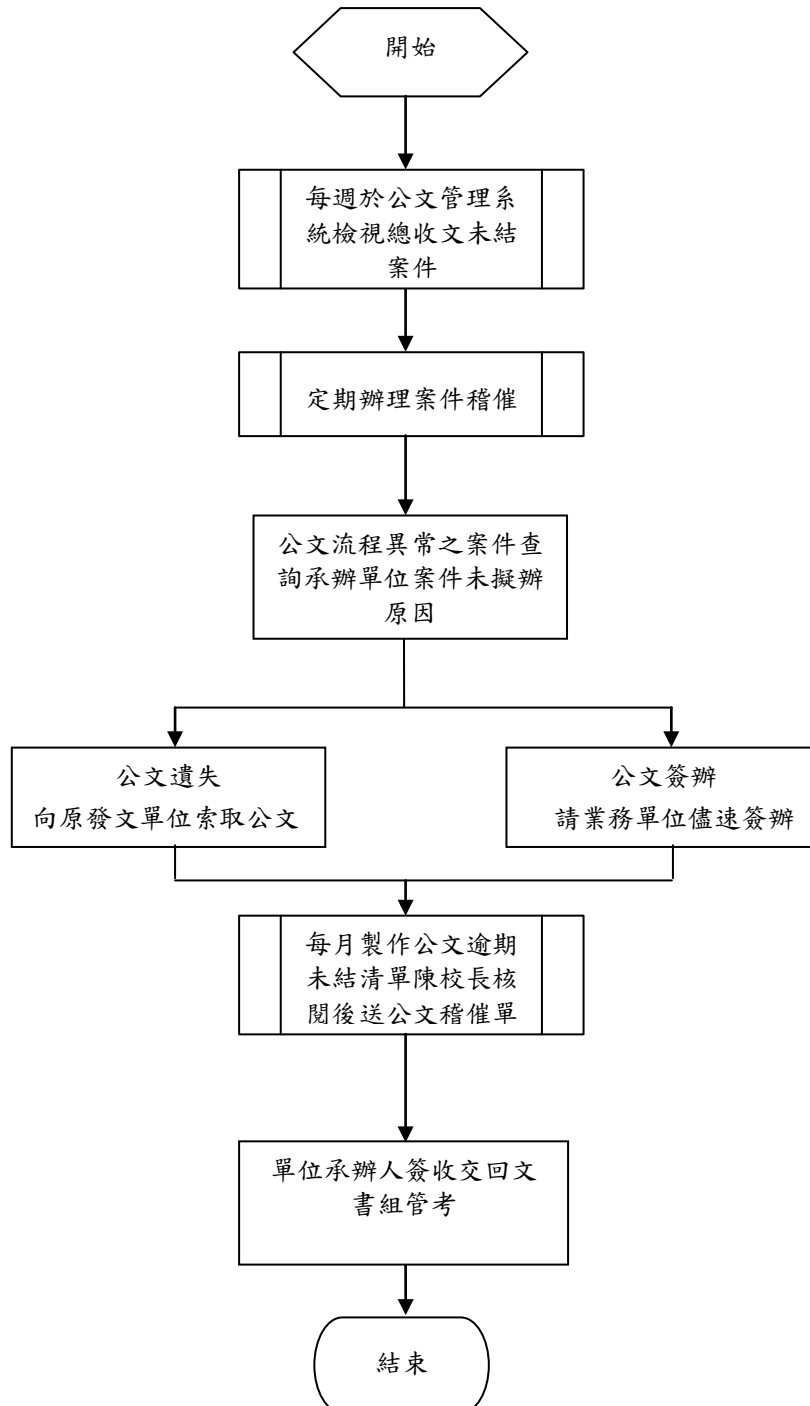 開始
每週於公文管理系
統檢視總收文未結
案件
定期辦理案件稽催
公文流程異常之案件查
詢承辦單位案件未擬辦
原因
公文遺失
向原發文單位索取公文
公文簽辦
請業務單位儘速簽辦
每月製作公文逾期
未結清單陳校長核
閱後送公文稽催單
單位承辦人簽收交回文
書組管考
結束